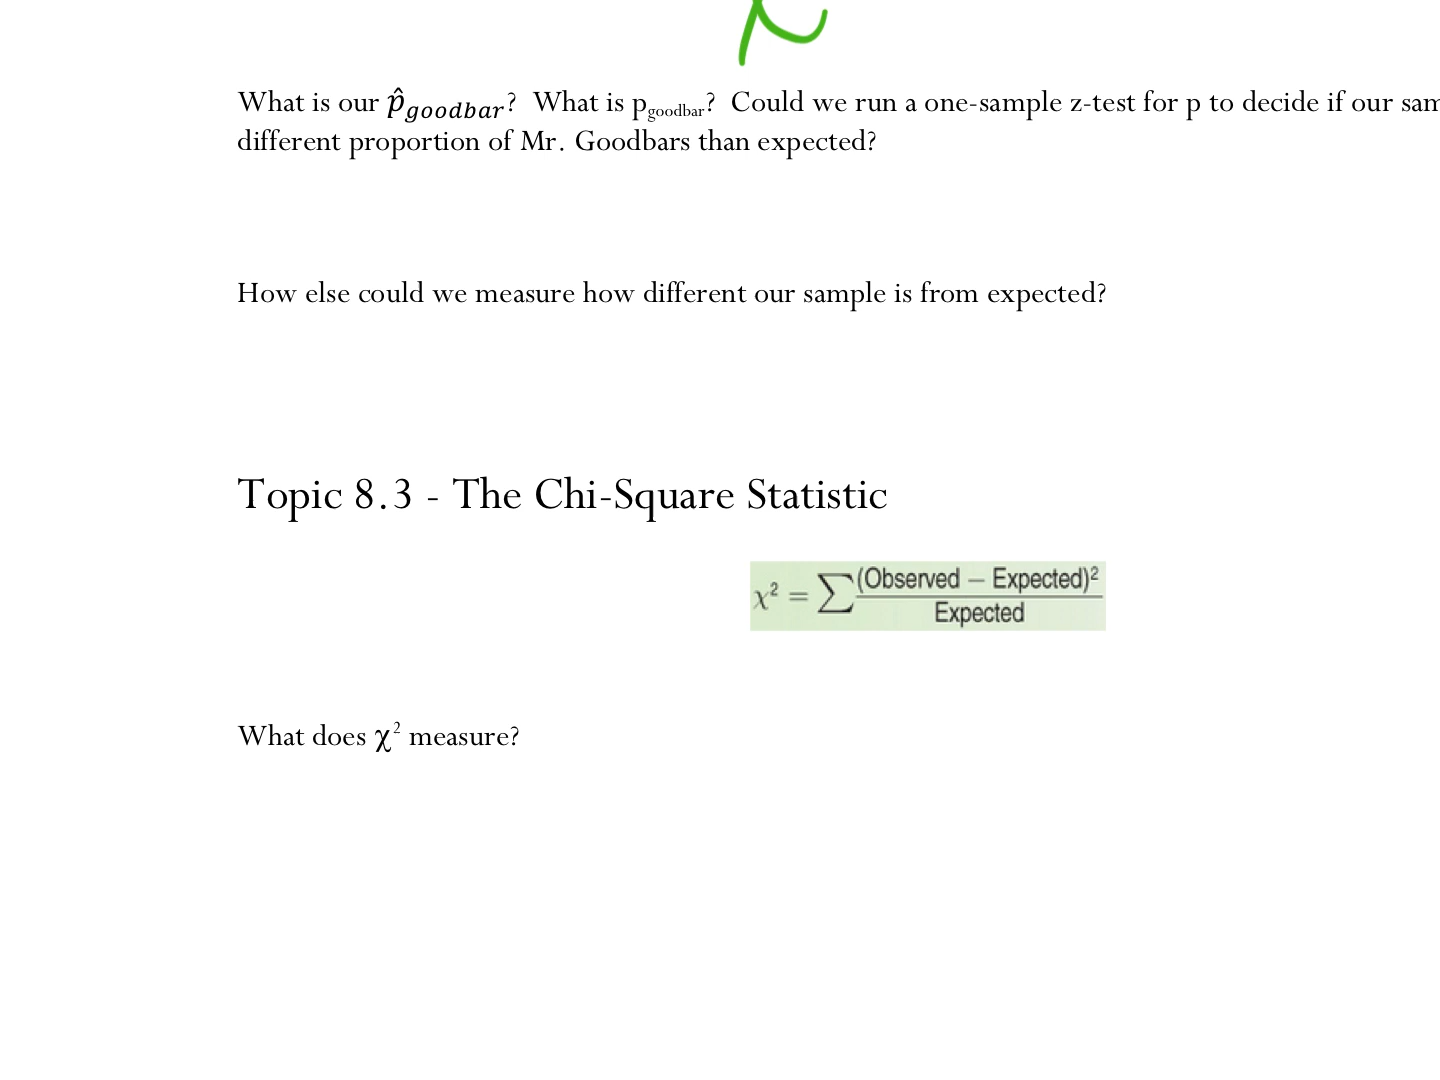 What is our p̂goodbar? What is pgoodbar? Could we run a one-sample z-test for p to decide if our
different proportion of Mr. Goodbars than expected?
How else could we measure how different our sample is from expected?
Topic 8.3 - The Chi-Square Statistic
χ² = ∑ (Observed − Expected)² / Expected
What does χ² measure?